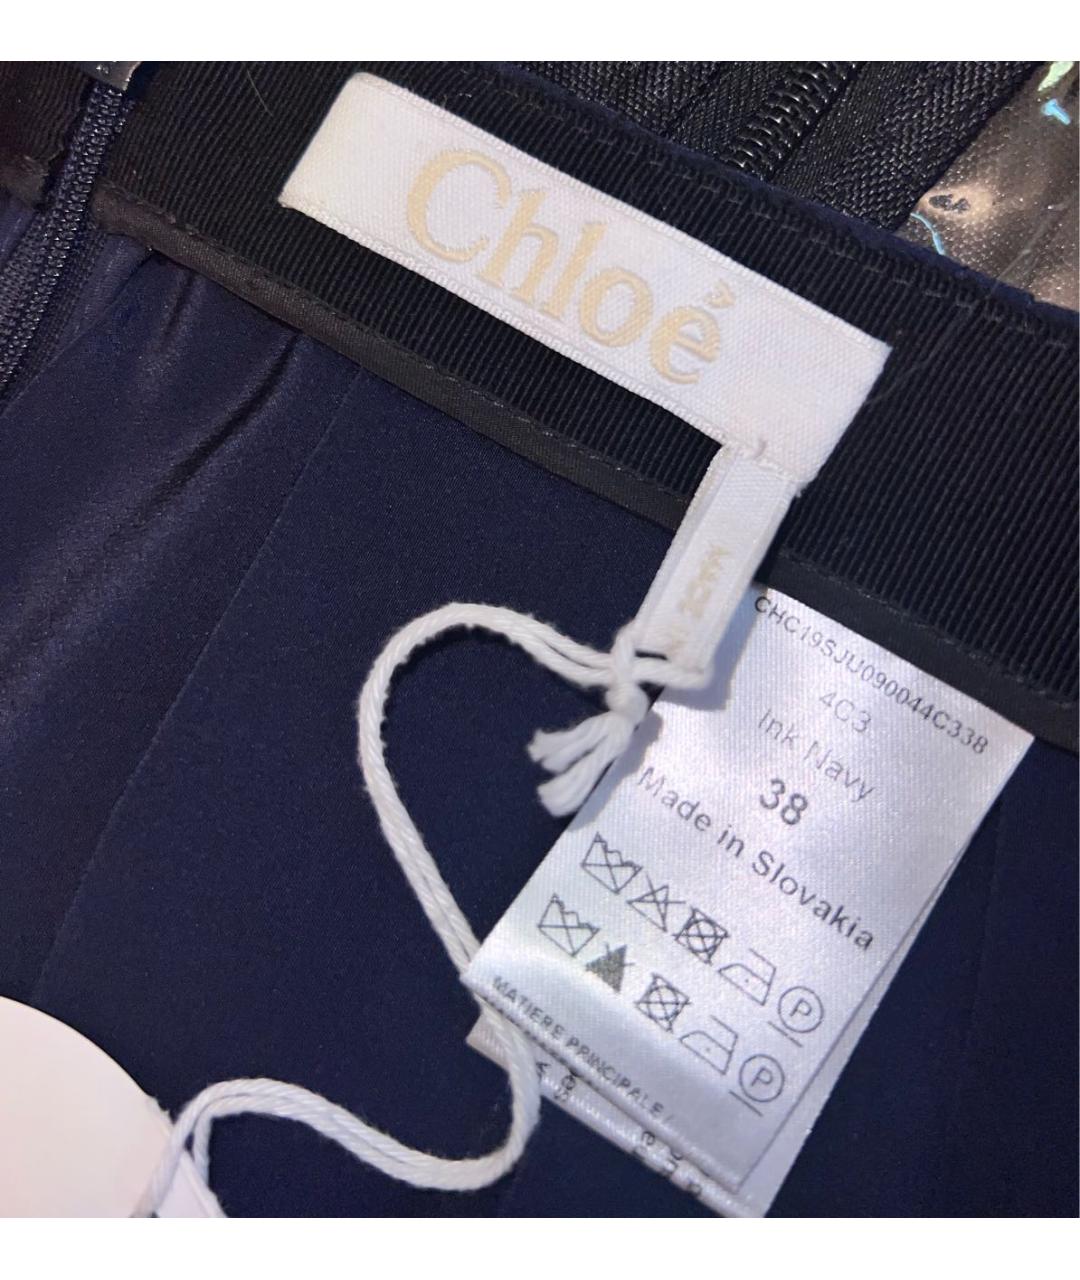 Chloé
CHC19SJU090044C338
4C3
Ink Navy
38
Made in Slovakia
P
P
MATIERE PRINCIPALE /